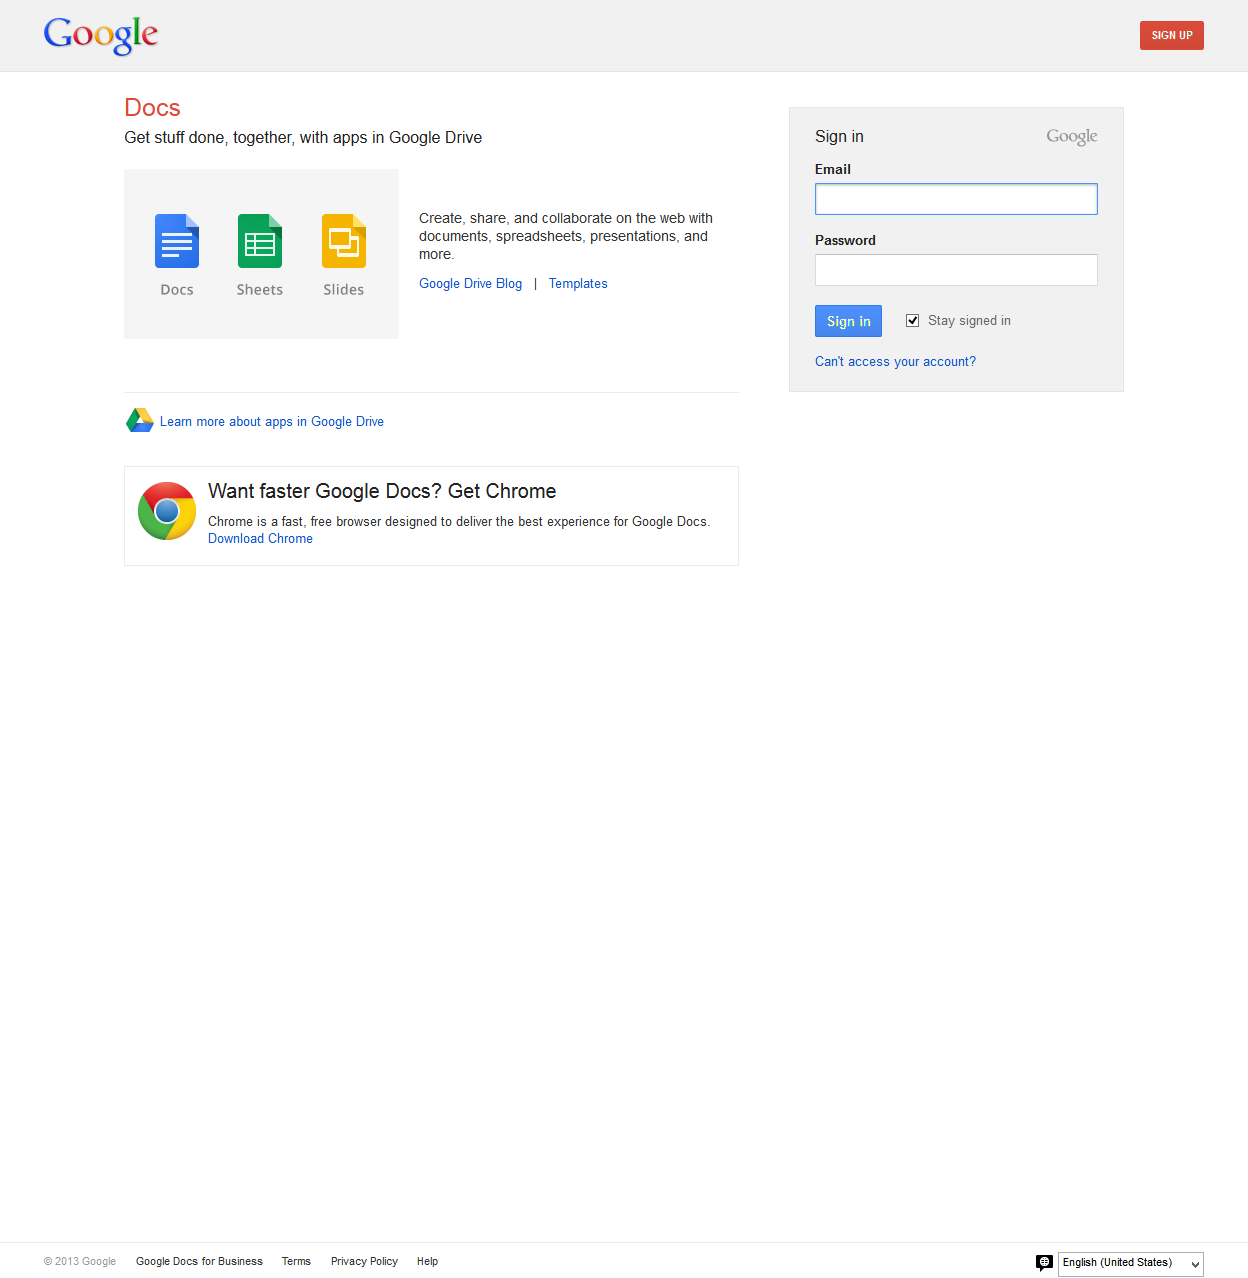 Google
SIGN UP
Docs
Get stuff done, together, with apps in Google Drive
Docs
Sheets
Slides
Create, share, and collaborate on the web with
documents, spreadsheets, presentations, and
more.
Google Drive Blog | Templates
Learn more about apps in Google Drive
Want faster Google Docs? Get Chrome
Chrome is a fast, free browser designed to deliver the best experience for Google Docs.
Download Chrome
Sign in
Google
Email
Password
Sign in
Stay signed in
Can't access your account?
© 2013 Google
Google Docs for Business
Terms
Privacy Policy
Help
English (United States)